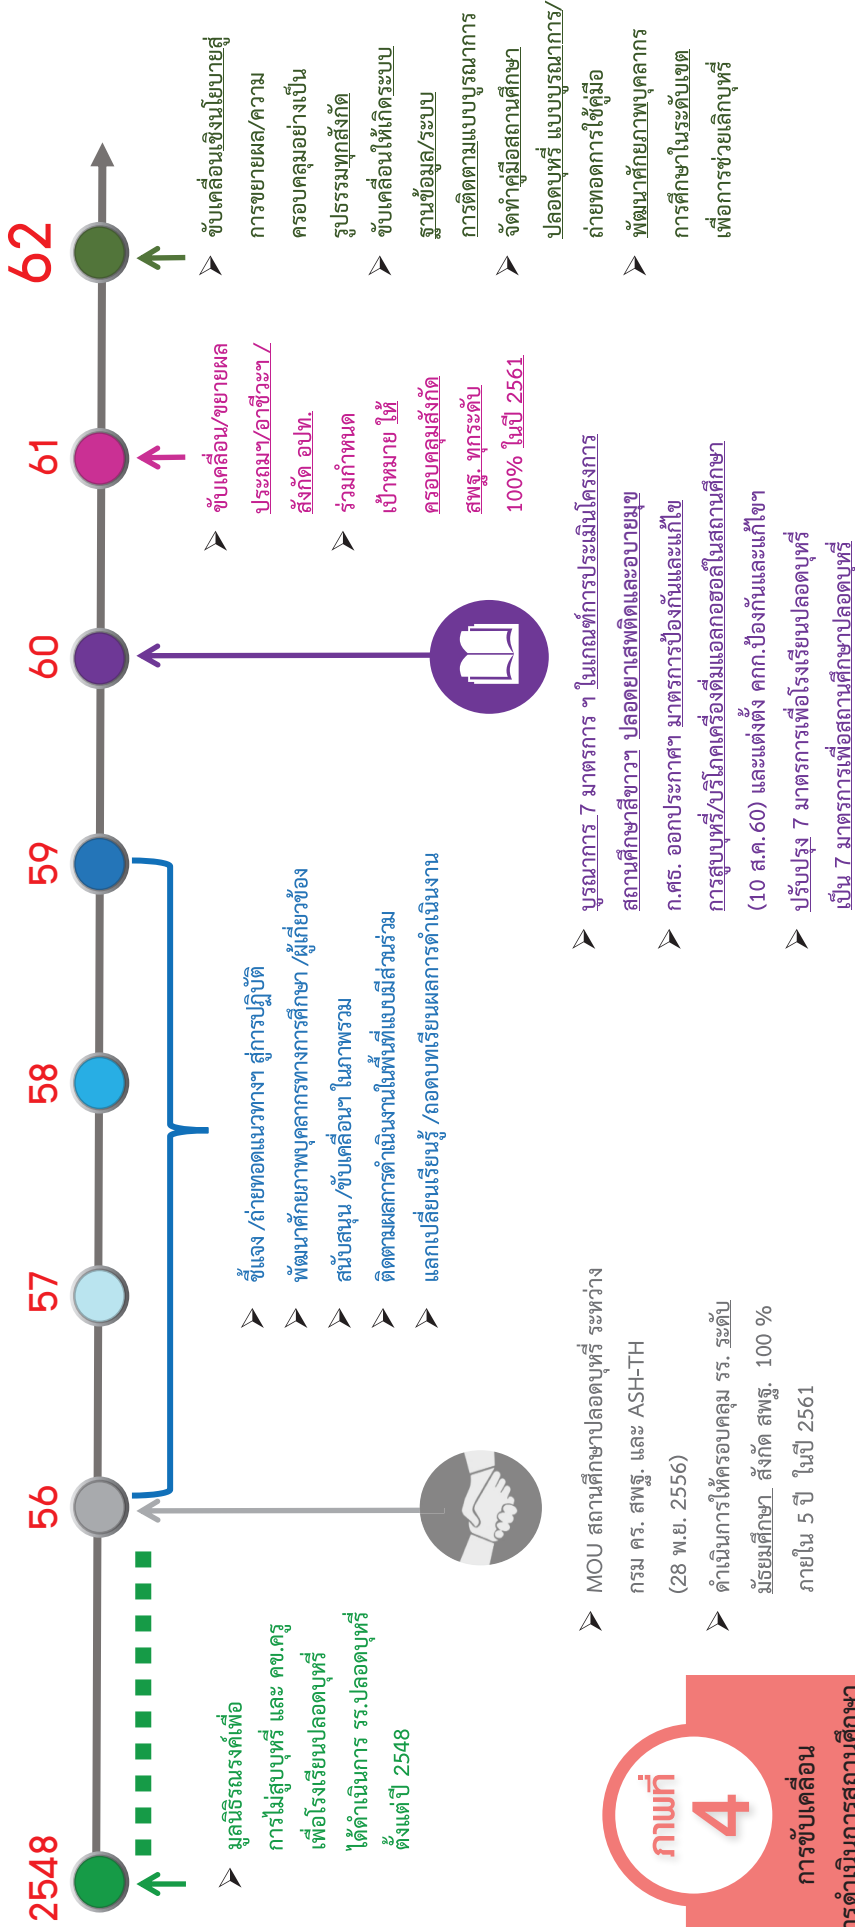 2548
56
57
58
59
60
61
62
มูลนิธิรณรงค์เพื่อ
การไม่สูบบุหรี่ และ คข.ครู
เพื่อโรงเรียนปลอดบุหรี่
ได้ดำเนินการ รร.ปลอดบุหรี่
ตั้งแต่ปี 2548
MOU สถานศึกษาปลอดบุหรี่ ระหว่าง
กรม คร. สพฐ. และ ASH-TH
(28 พ.ย. 2556)
ดำเนินการให้ครอบคลุม รร. ระดับ
มัธยมศึกษา สังกัด สพฐ. 100 %
ภายใน 5 ปี ในปี 2561
ชี้แจง /ถ่ายทอดแนวทางฯ สู่การปฏิบัติ
พัฒนาศักยภาพบุคลากรทางการศึกษา /ผู้เกี่ยวข้อง
สนับสนุน /ขับเคลื่อนฯ ในภาพรวม
ติดตามผลการดำเนินงานในพื้นที่แบบมีส่วนร่วม
แลกเปลี่ยนเรียนรู้ /ถอดบทเรียนผลการดำเนินงาน
บูรณาการ 7 มาตรการ ฯ ในเกณฑ์การประเมินโครงการ
สถานศึกษาสีขาวฯ ปลอดยาเสพติดและอบายมุข
ก.ศธ. ออกประกาศฯ มาตรการป้องกันและแก้ไข
การสูบบุหรี่/บริโภคเครื่องดื่มแอลกอฮอล์ในสถานศึกษา
(10 ส.ค. 60) และแต่งตั้ง คกก.ป้องกันและแก้ไขฯ
ปรับปรุง 7 มาตรการเพื่อโรงเรียนปลอดบุหรี่
เป็น 7 มาตรการเพื่อสถานศึกษาปลอดบุหรี่
ขับเคลื่อน/ขยายผล
ประถมฯ/อาชีวะฯ /
สังกัด อปท.
ร่วมกำหนด
เป้าหมาย ให้
ครอบคลุมสังกัด
สพฐ. ทุกระดับ
100% ในปี 2561
ขับเคลื่อนเชิงนโยบายสู่
การขยายผล/ความ
ครอบคลุมอย่างเป็น
รูปธรรมทุกสังกัด
ขับเคลื่อนให้เกิดระบบ
ฐานข้อมูล/ระบบ
การติดตามแบบบูรณาการ
จัดทำคู่มือสถานศึกษา
ปลอดบุหรี่ แบบบูรณาการ/
ถ่ายทอดการใช้คู่มือ
พัฒนาศักยภาพบุคลากร
การศึกษาในระดับเขต
เพื่อการช่วยเลิกบุหรี่
ภาพที่
4
การขับเคลื่อน